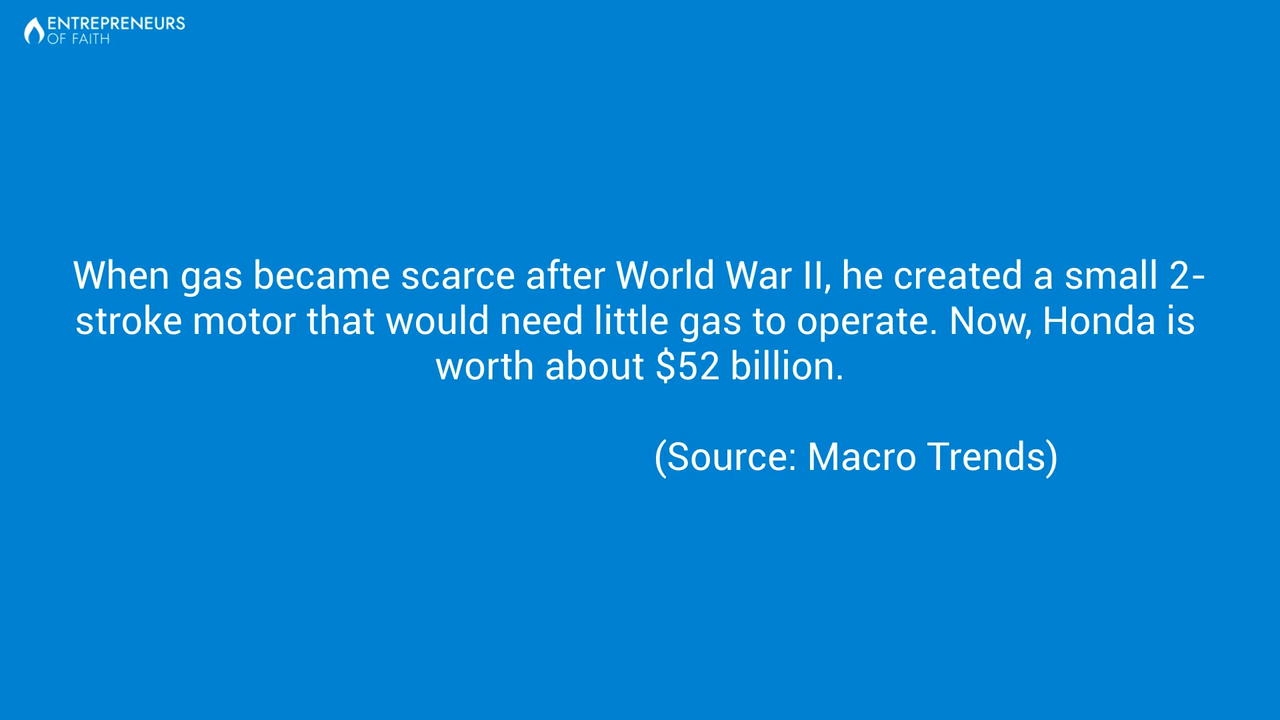 ENTREPRENEURS
OF FAITH
When gas became scarce after World War II, he created a small 2-
stroke motor that would need little gas to operate. Now, Honda is
worth about $52 billion.
(Source: Macro Trends)